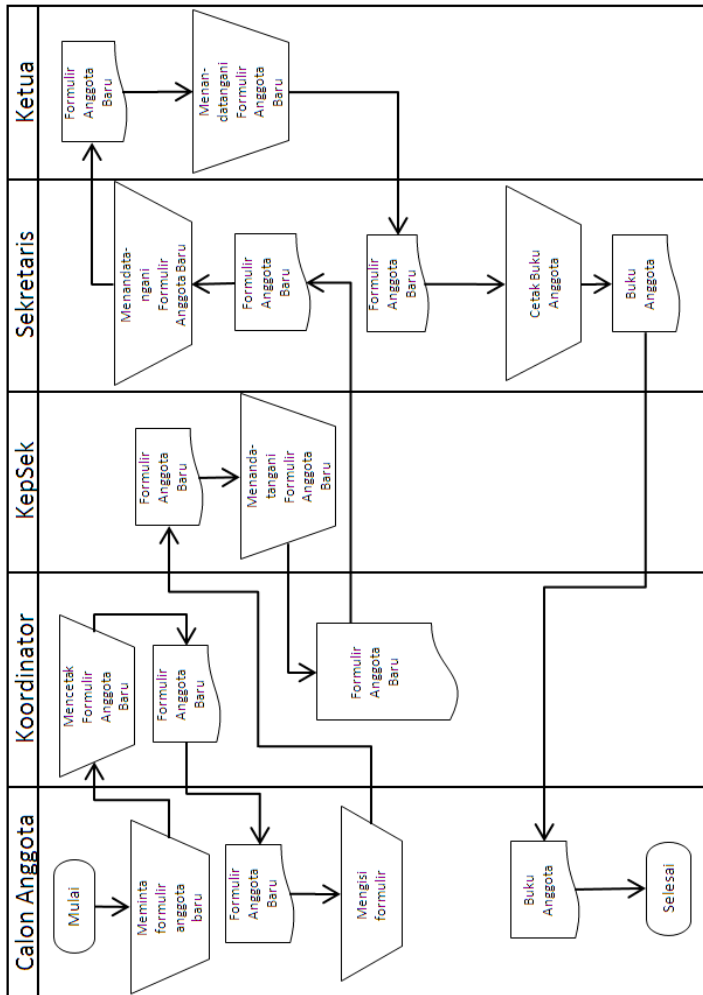 Calon Anggota
Koordinator
KepSek
Sekretaris
Ketua
Mulai
Meminta
formulir
anggota
baru
Formulir
Anggota
Baru
Mengisi
formulir
Buku
Anggota
Selesai
Mencetak
Formulir
Anggota
Baru
Formulir
Anggota
Baru
Formulir
Anggota
Baru
Formulir
Anggota
Baru
Menanda-
tangani
Formulir
Anggota
Baru
Menandata-
ngani
Formulir
Anggota Baru
Formulir
Anggota
Baru
Formulir
Anggota
Baru
Cetak Buku
Anggota
Buku
Anggota
Formulir
Anggota
Baru
Menan-
datangani
Formulir
Anggota
Baru